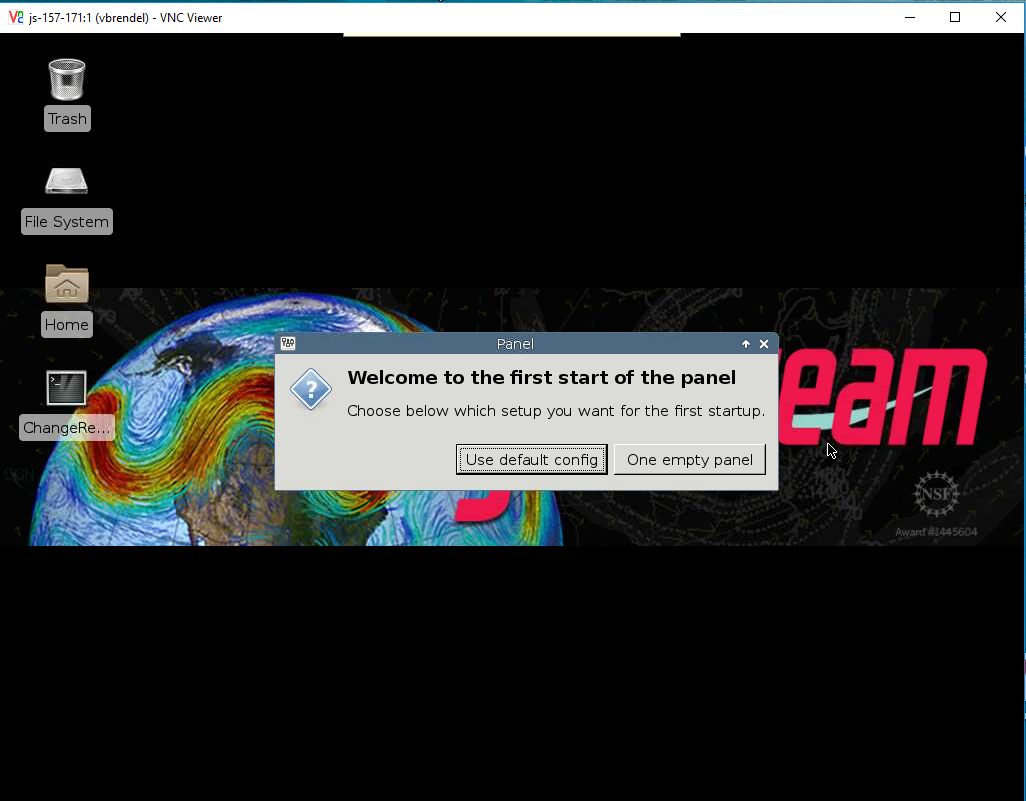 js-157-171:1 (vbrendel) - VNC Viewer
Trash
File System
Home
ChangeRe...
Panel
Welcome to the first start of the panel
Choose below which setup you want for the first startup.
Use default config
One empty panel
eam
NSF
Award #1445604